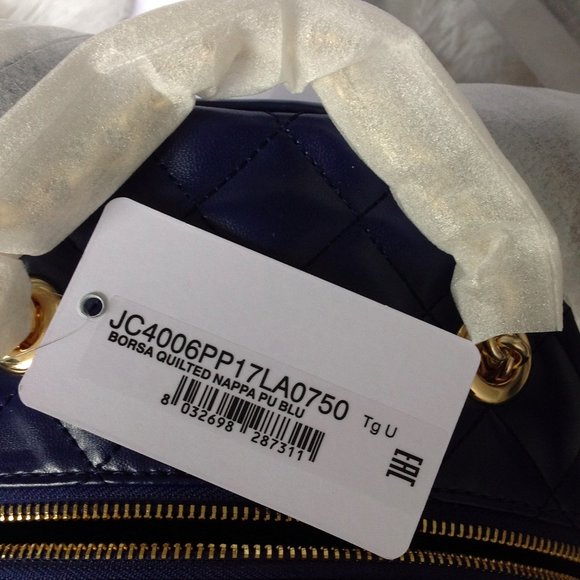 JC4006PP17LA0750 Tg U
BORSA QUILTED NAPPA PU BLU
8 032698 287311
EAC